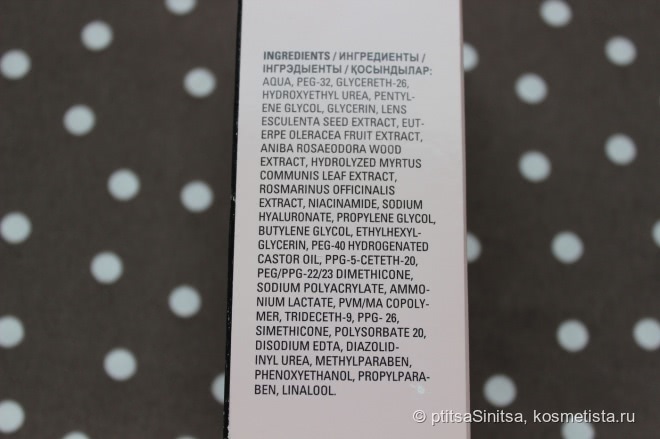 INGREDIENTS / ИНГРЕДИЕНТЫ /
ІНГРЭДЫЕНТЫ / ҚОСЫНДЫЛАР:
AQUA, PEG-32, GLYCERETH-26,
HYDROXYETHYL UREA, PENTYL-
ENE GLYCOL, GLYCERIN, LENS
ESCULENTA SEED EXTRACT, EUT-
ERPE OLERACEA FRUIT EXTRACT,
ANIBA ROSAEODORA WOOD
EXTRACT, HYDROLYZED MYRTUS
COMMUNIS LEAF EXTRACT,
ROSMARINUS OFFICINALIS
EXTRACT, NIACINAMIDE, SODIUM
HYALURONATE, PROPYLENE GLYCOL,
BUTYLENE GLYCOL, ETHYLHEXYL-
GLYCERIN, PEG-40 HYDROGENATED
CASTOR OIL, PPG-5-CETETH-20,
PEG/PPG-22/23 DIMETHICONE,
SODIUM POLYACRYLATE, AMMO-
NIUM LACTATE, PVM/MA COPOLY-
MER, TRIDECETH-9, PPG- 26,
SIMETHICONE, POLYSORBATE 20,
DISODIUM EDTA, DIAZOLID-
INYL UREA, METHYLPARABEN,
PHENOXYETHANOL, PROPYLPARA-
BEN, LINALOOL.
© ptitsaSinitsa, kosmetista.ru